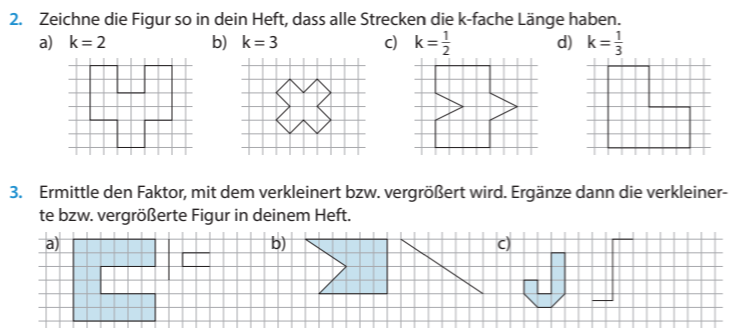 2. Zeichne die Figur so in dein Heft, dass alle Strecken die k-fache Länge haben.
a) k = 2 b) k = 3 c) k = 1/2 d) k = 1/3
3. Ermittle den Faktor, mit dem verkleinert bzw. vergrößert wird. Ergänze dann die verkleiner-
te bzw. vergrößerte Figur in deinem Heft.
a) b) c)